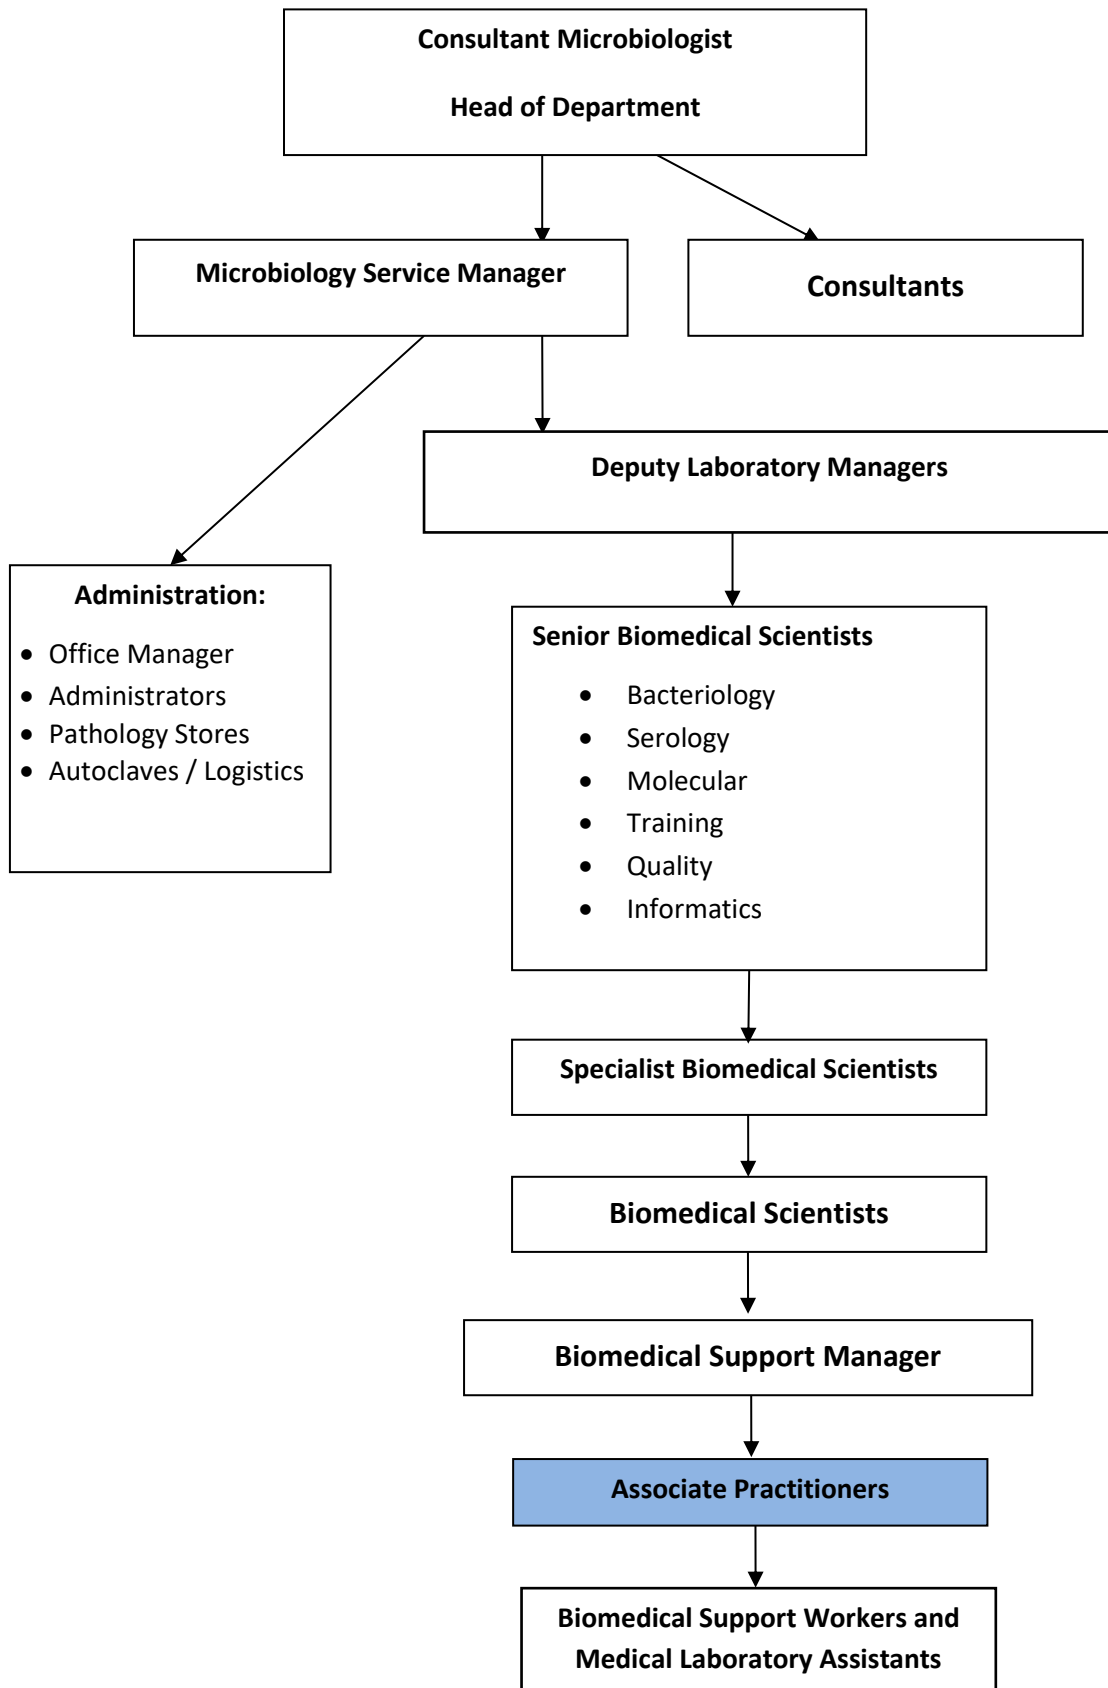 Consultant Microbiologist
Head of Department
Microbiology Service Manager
Consultants
Deputy Laboratory Managers
Administration:
• Office Manager
• Administrators
• Pathology Stores
• Autoclaves / Logistics
Senior Biomedical Scientists
• Bacteriology
• Serology
• Molecular
• Training
• Quality
• Informatics
Specialist Biomedical Scientists
Biomedical Scientists
Biomedical Support Manager
Associate Practitioners
Biomedical Support Workers and
Medical Laboratory Assistants